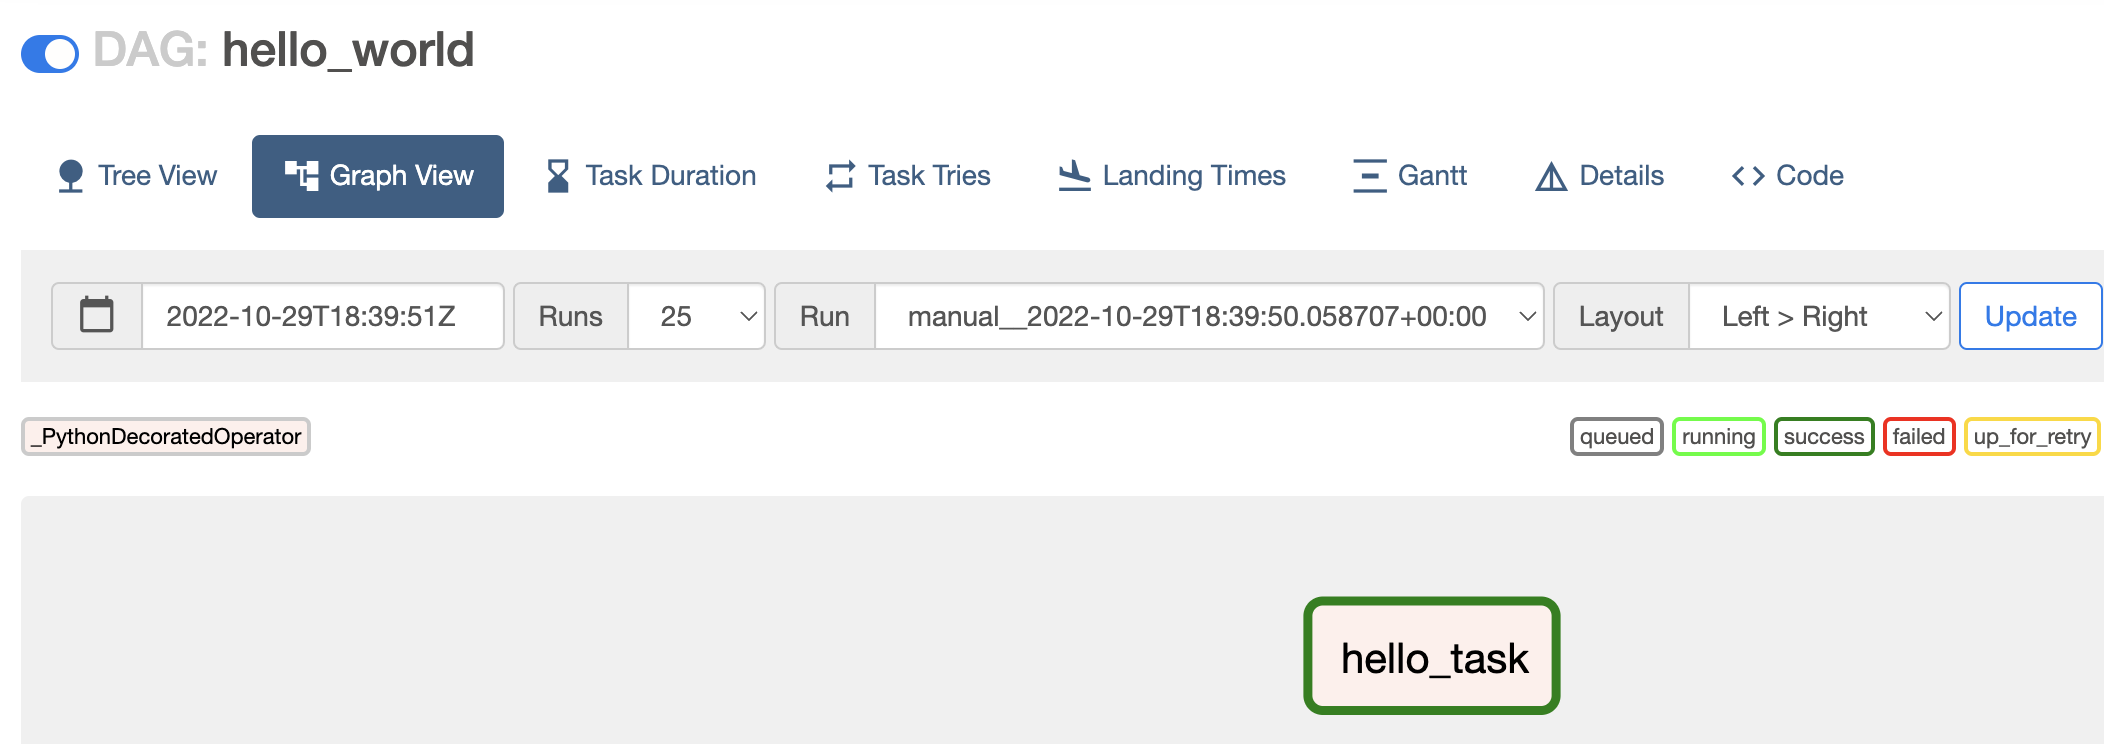 DAG: hello_world
Tree View Graph View Task Duration Task Tries Landing Times Gantt Details Code
2022-10-29T18:39:51Z Runs 25 Run manual__2022-10-29T18:39:50.058707+00:00 Layout Left > Right Update
_PythonDecoratedOperator queued running success failed up_for_retry
hello_task